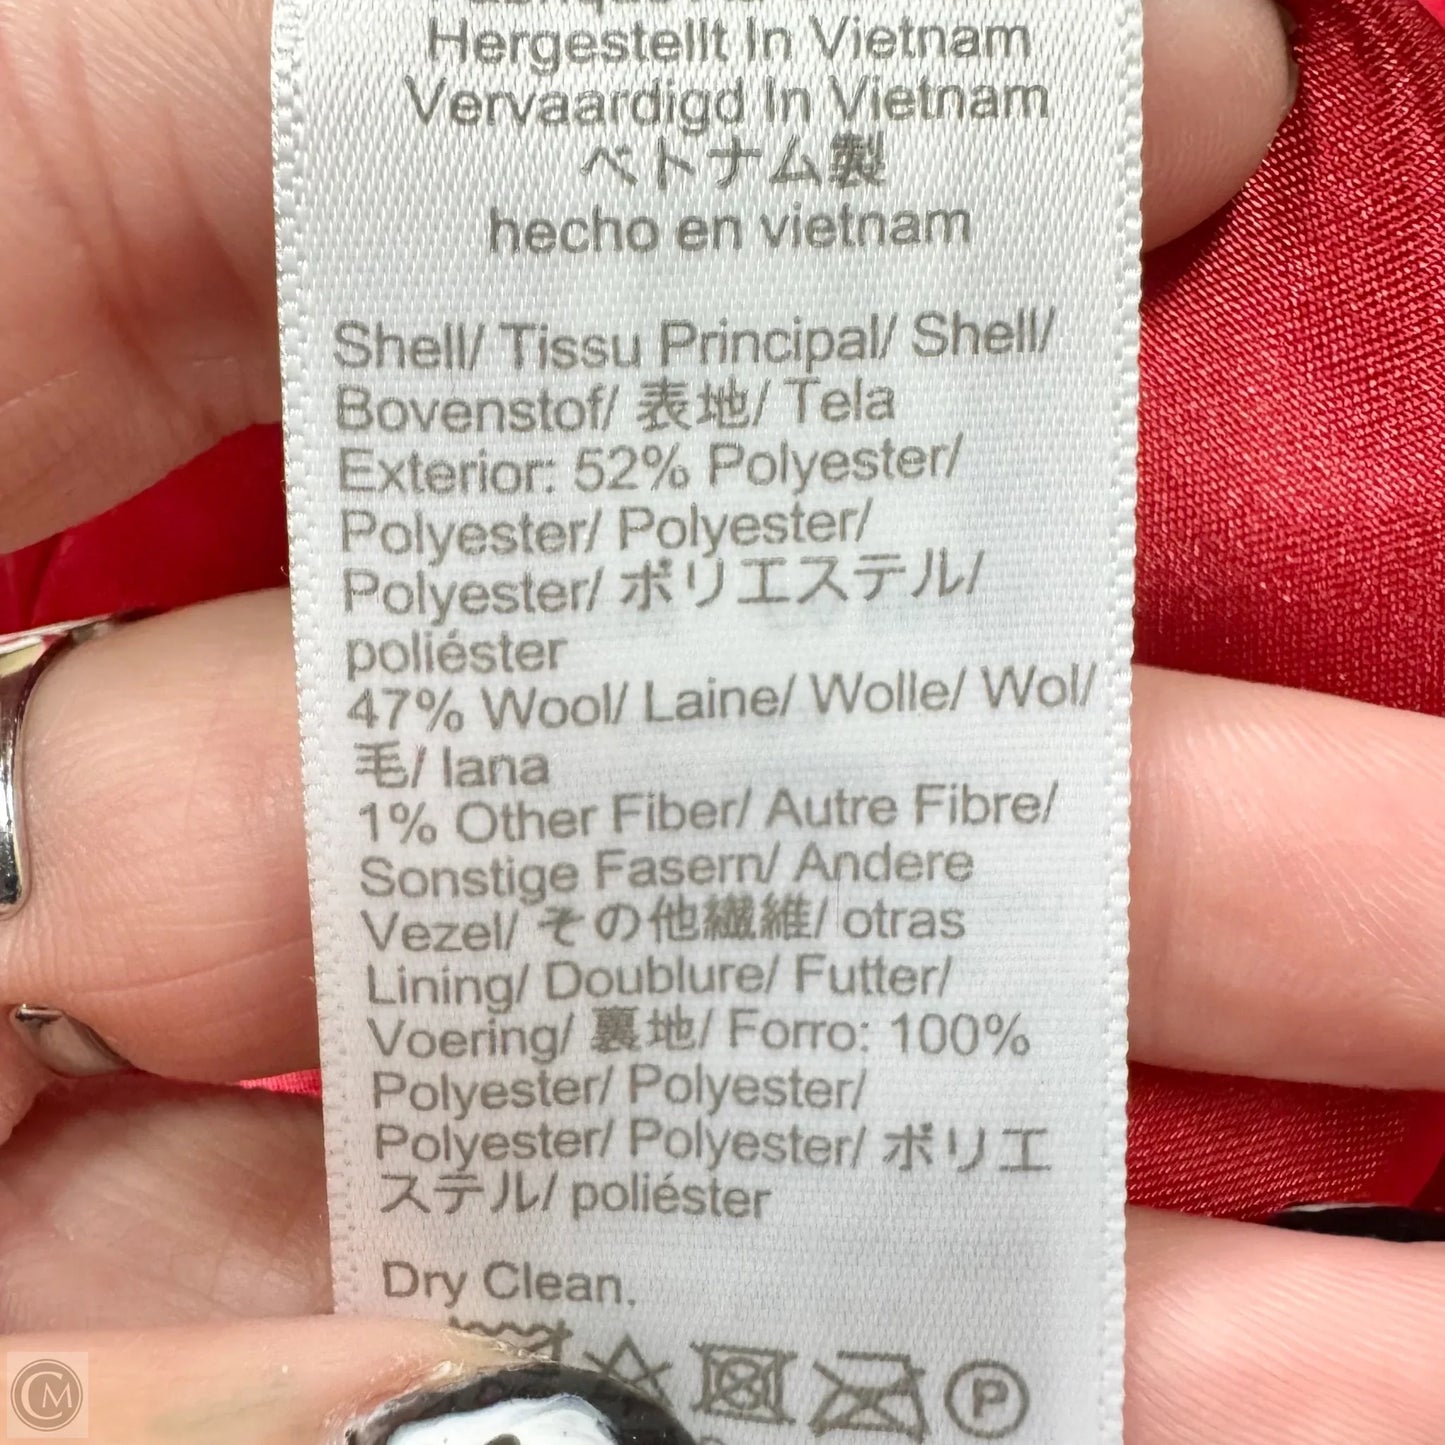 Hergestellt In Vietnam
Vervaardigd In Vietnam
ベトナム製
hecho en vietnam
Shell/ Tissu Principal/ Shell/
Bovenstof/ 表地/ Tela
Exterior: 52% Polyester/
Polyester/ Polyester/
Polyester/ ポリエステル/
poliéster
47% Wool/ Laine/ Wolle/ Wol/
毛/ lana
1% Other Fiber/ Autre Fibre/
Sonstige Fasern/ Andere
Vezel/ その他繊維/ otras
Lining/ Doublure/ Futter/
Voering/ 裏地/ Forro: 100%
Polyester/ Polyester/
Polyester/ Polyester/ ポリエ
ステル/ poliéster
Dry Clean.
P
CM